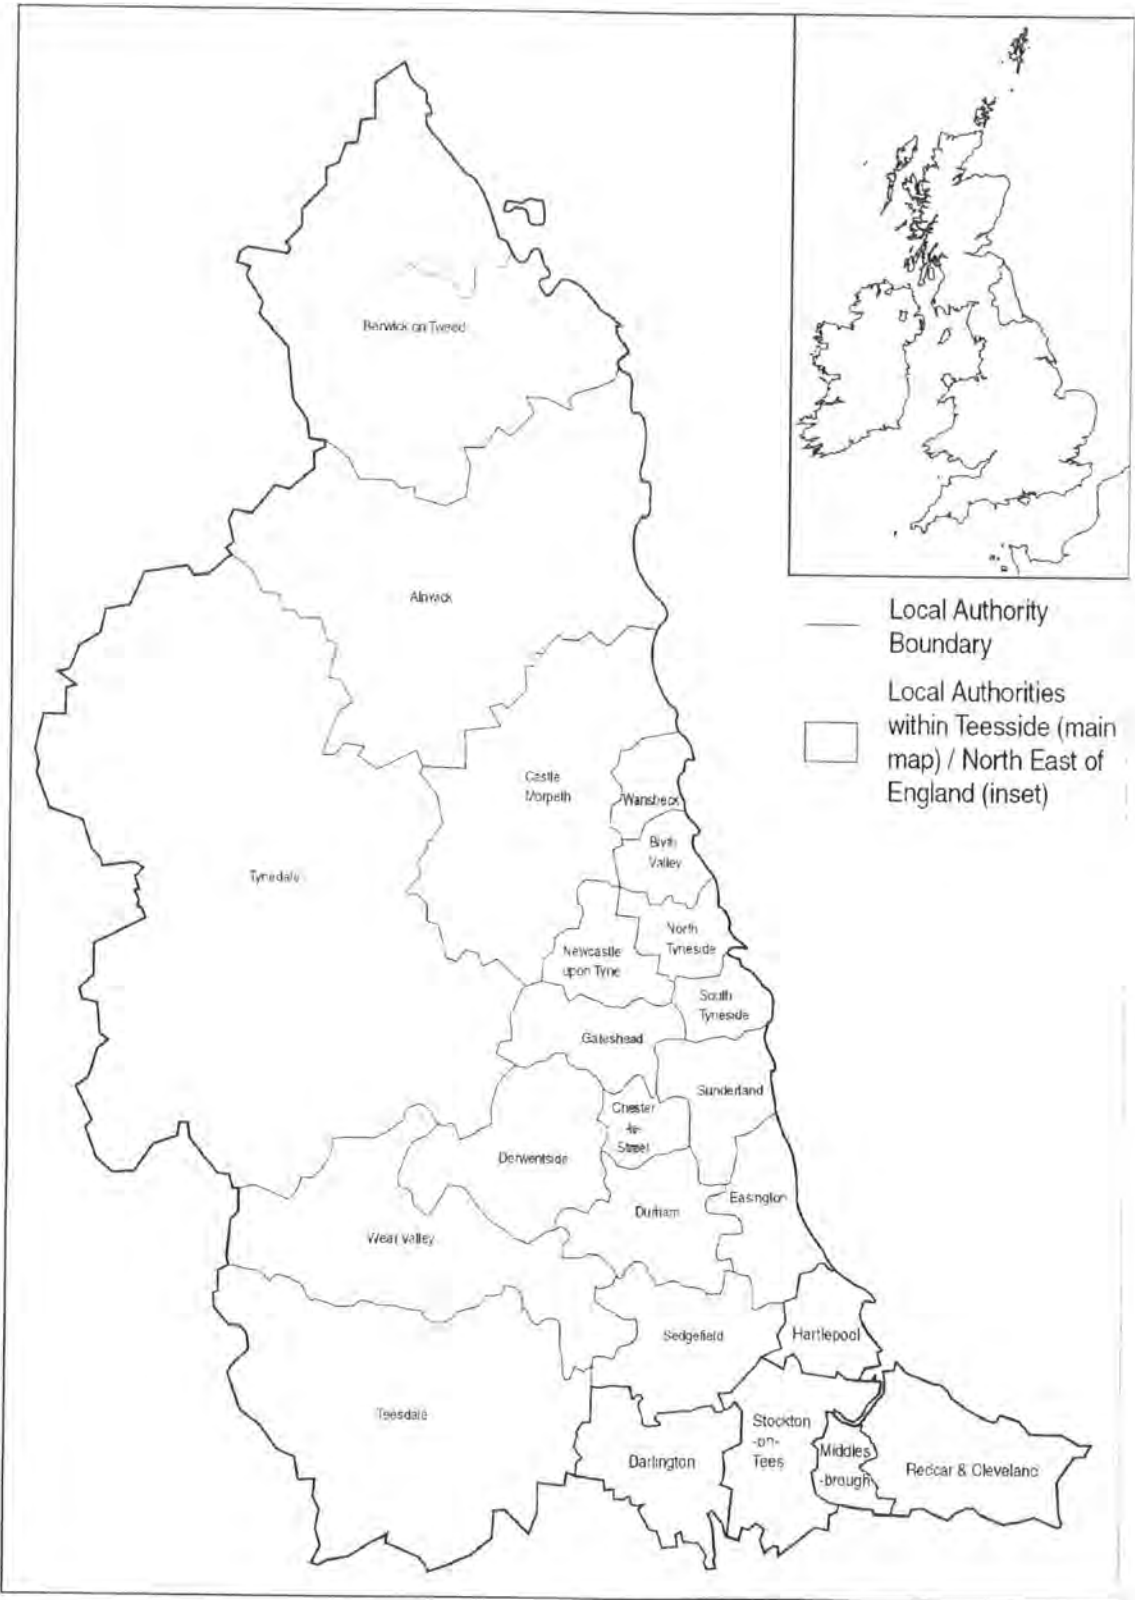 Berwick on Tweed
Alnwick
Local Authority
Boundary
Local Authorities
within Teesside (main
map) / North East of
England (inset)
Castle
Morpeth
Wansbeck
Blyth
Valley
Tynedale
North
Tyneside
Newcastle
upon Tyne
South
Tyneside
Gateshead
Sunderland
Chester
-le-
Street
Derwentside
Easington
Durham
Wear Valley
Sedgefield
Hartlepool
Teesdale
Stockton
-on-
Tees
Darlington
Middles
-brough
Redcar & Cleveland